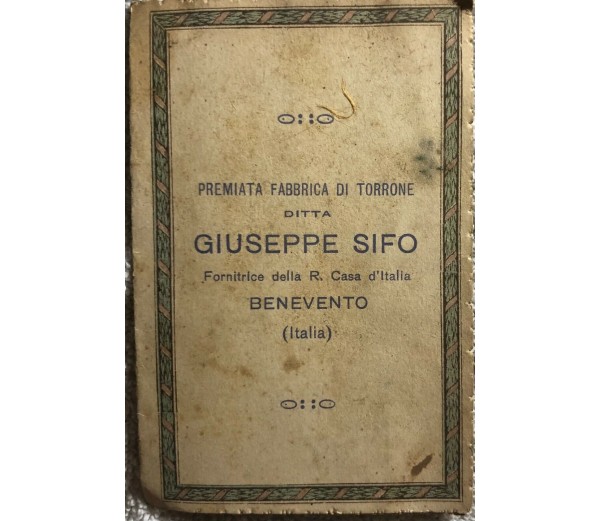 PREMIATA FABBRICA DI TORRONE
DITTA
GIUSEPPE SIFO
Fornitrice della R. Casa d'Italia
BENEVENTO
(Italia)